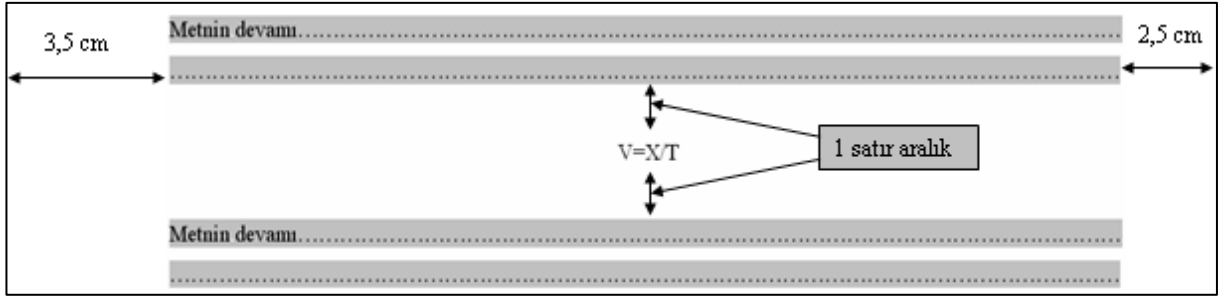 Metnin devamı……………………………………………………………………………………
3,5 cm
2,5 cm
……………………………………………………………………………………………………
V=X/T
1 satır aralık
Metnin devamı……………………………………………………………………………………
……………………………………………………………………………………………………